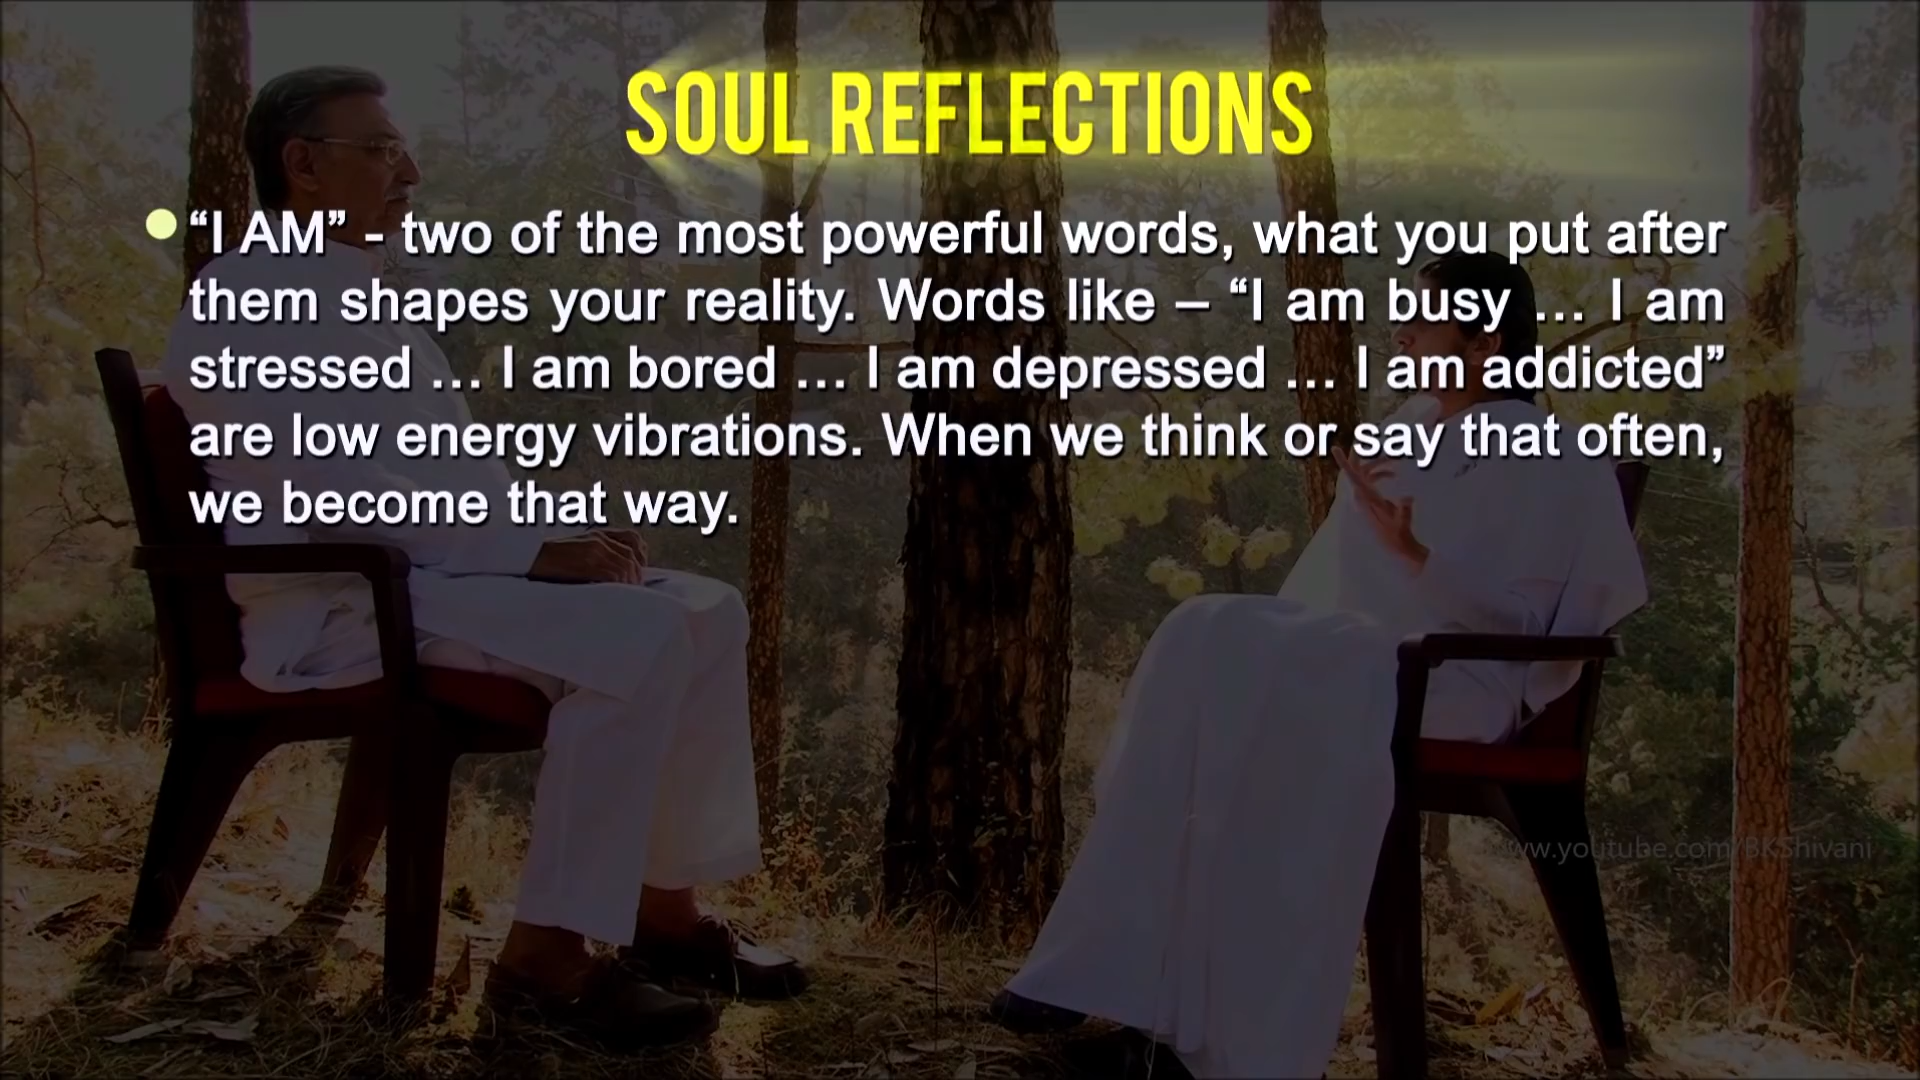 SOUL REFLECTIONS
“I AM” - two of the most powerful words, what you put after
them shapes your reality. Words like – “I am busy … I am
stressed … I am bored … I am depressed … I am addicted”
are low energy vibrations. When we think or say that often,
we become that way.
www.youtube.com/BKShivani